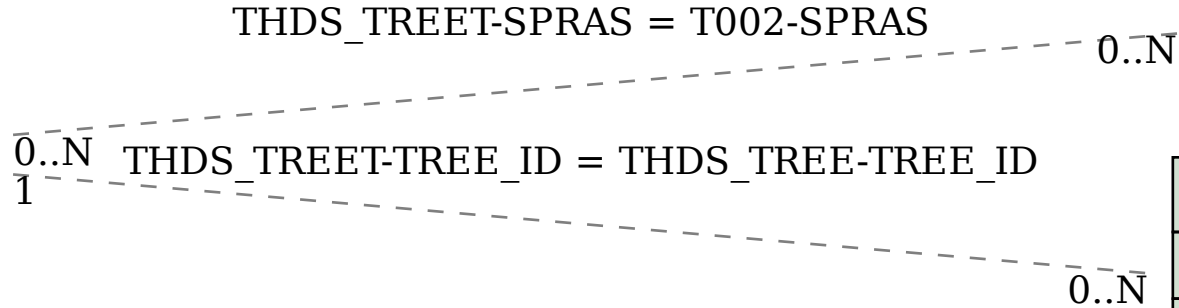 THDS_TREET-SPRAS = T002-SPRAS
0..N
0..N
THDS_TREET-TREE_ID = THDS_TREE-TREE_ID
1
0..N